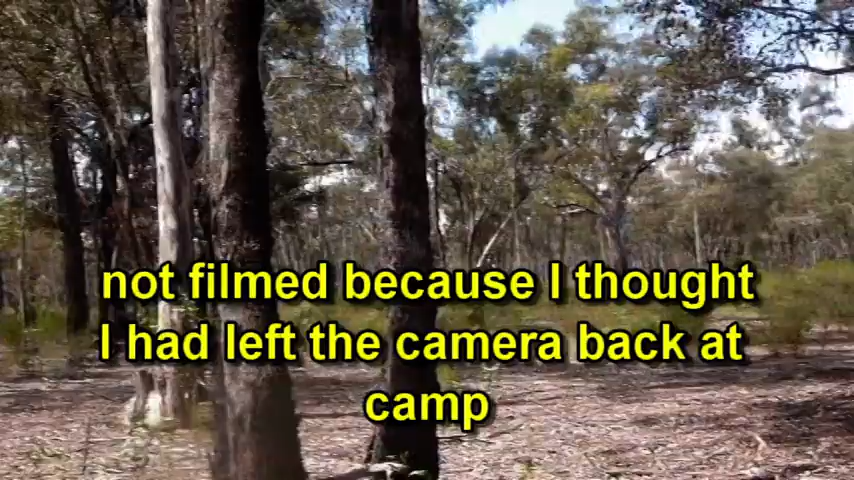 not filmed because I thought
I had left the camera back at
camp